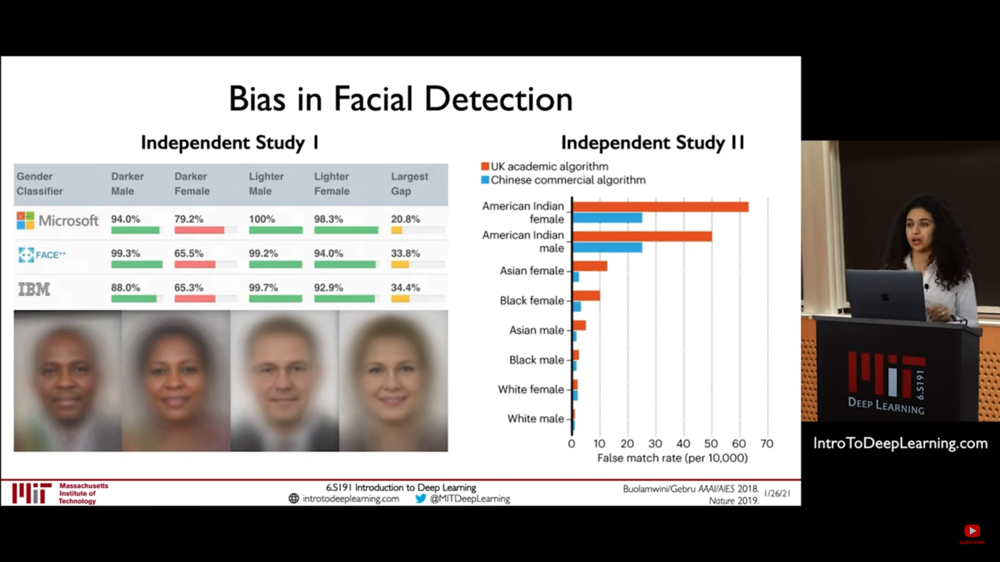 Bias in Facial Detection
Independent Study I
Gender Classifier
Darker Male
Darker Female
Lighter Male
Lighter Female
Largest Gap
Microsoft 94.0% 79.2% 100% 98.3% 20.8%
FACE++ 99.3% 65.5% 99.2% 94.0% 33.8%
IBM 88.0% 65.3% 99.7% 92.9% 34.4%
Independent Study II
UK academic algorithm
Chinese commercial algorithm
American Indian
female
American Indian
male
Asian female
Black female
Asian male
Black male
White female
White male
0 10 20 30 40 50 60 70
False match rate (per 10,000)
MIT
Massachusetts
Institute of
Technology
6.S191 Introduction to Deep Learning
introtodeeplearning.com @MITDeepLearning
Buolamwini/Gebru AAAI/AIES 2018.
Nature 2019.
1/26/21
MIT 6.S191
DEEP LEARNING
IntroToDeepLearning.com
SUBSCRIBE